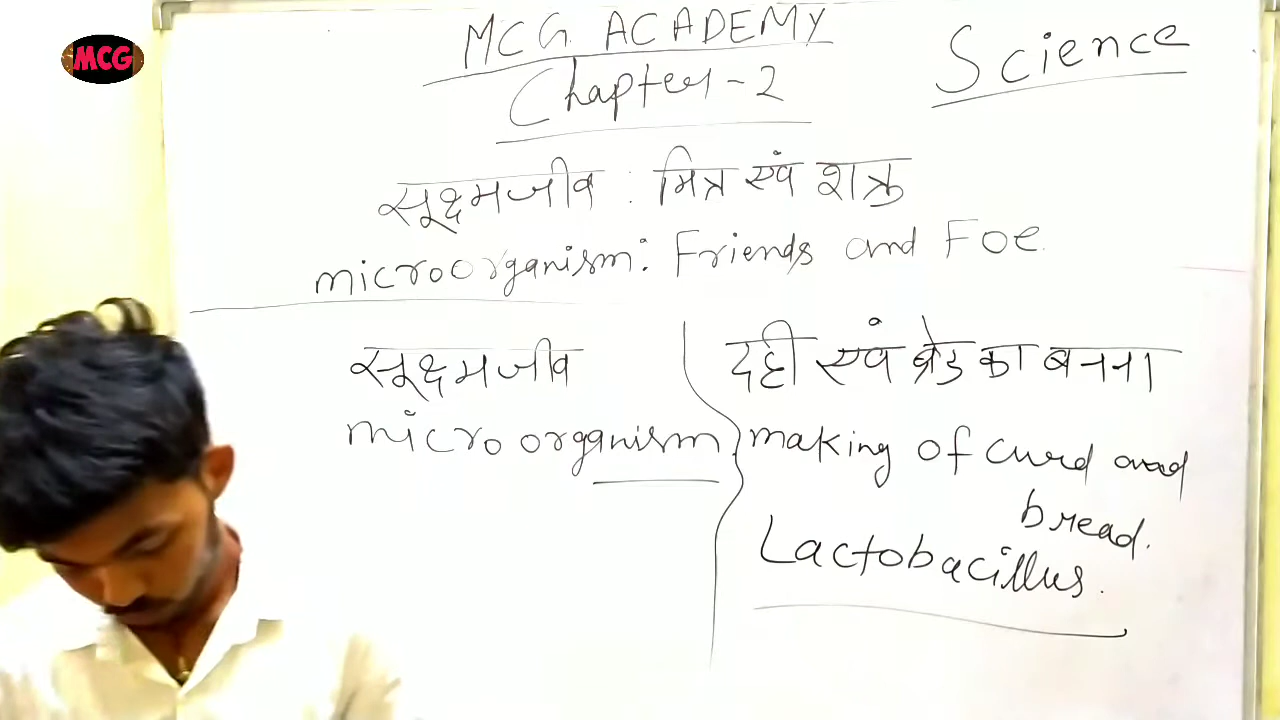 MCG
MCG ACADEMY
Science
Chapter-2
सूक्ष्मजीव : मित्र एवं शत्रु
microorganism: Friends and Foe
सूक्ष्मजीव
microorganism.
दही एवं ब्रेड का बनना
making of curd and
bread.
Lactobacillus.